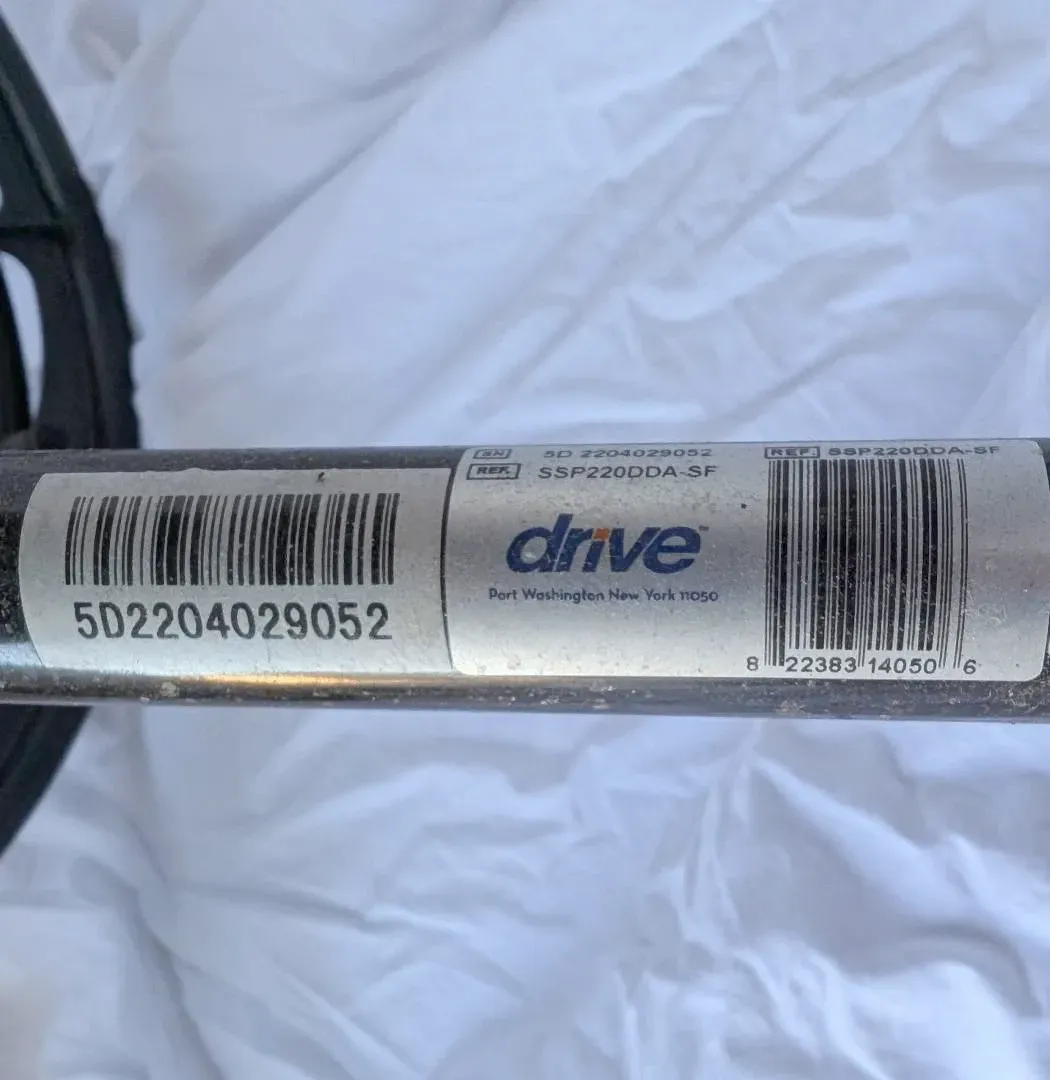 5D2204029052
SN 5D 2204029052
REF SSP220DDA-SF
drive™
Port Washington New York 11050
REF SSP220DDA-SF
8 22383 14050 6